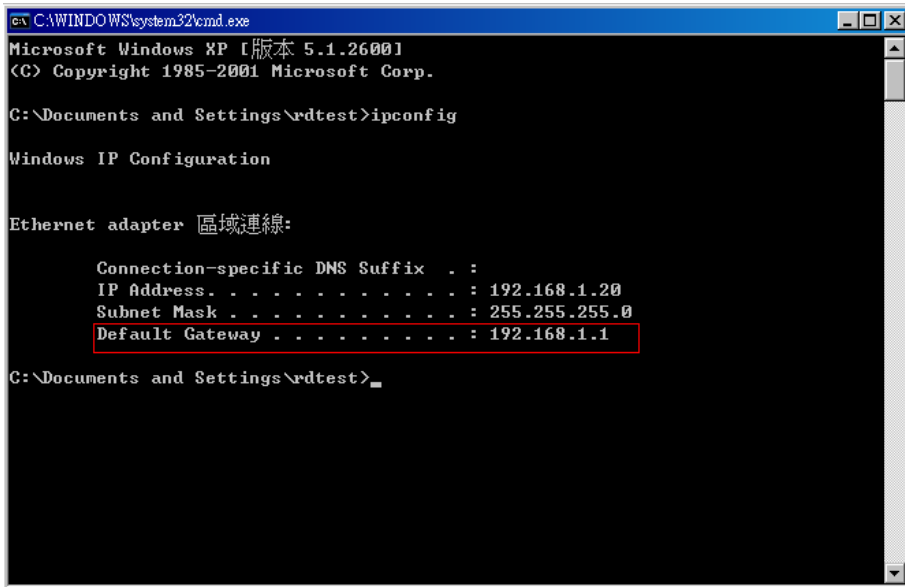 C:\WINDOWS\system32\cmd.exe
Microsoft Windows XP [版本 5.1.2600]
(C) Copyright 1985-2001 Microsoft Corp.
C:\Documents and Settings\rdtest>ipconfig
Windows IP Configuration
Ethernet adapter 區域連線:
Connection-specific DNS Suffix  . :
IP Address. . . . . . . . . . . . : 192.168.1.20
Subnet Mask . . . . . . . . . . . : 255.255.255.0
Default Gateway . . . . . . . . . : 192.168.1.1
C:\Documents and Settings\rdtest>_